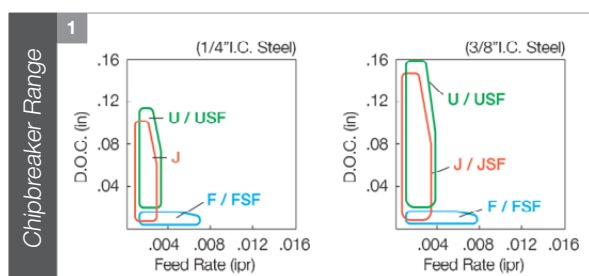 Chipbreaker Range
1
(1/4"I.C. Steel)
D.O.C. (in)
.16
.12
.08
.04
U / USF
J
F / FSF
.004 .008 .012 .016
Feed Rate (ipr)
(3/8"I.C. Steel)
D.O.C. (in)
.16
.12
.08
.04
U / USF
J / JSF
F / FSF
.004 .008 .012 .016
Feed Rate (ipr)